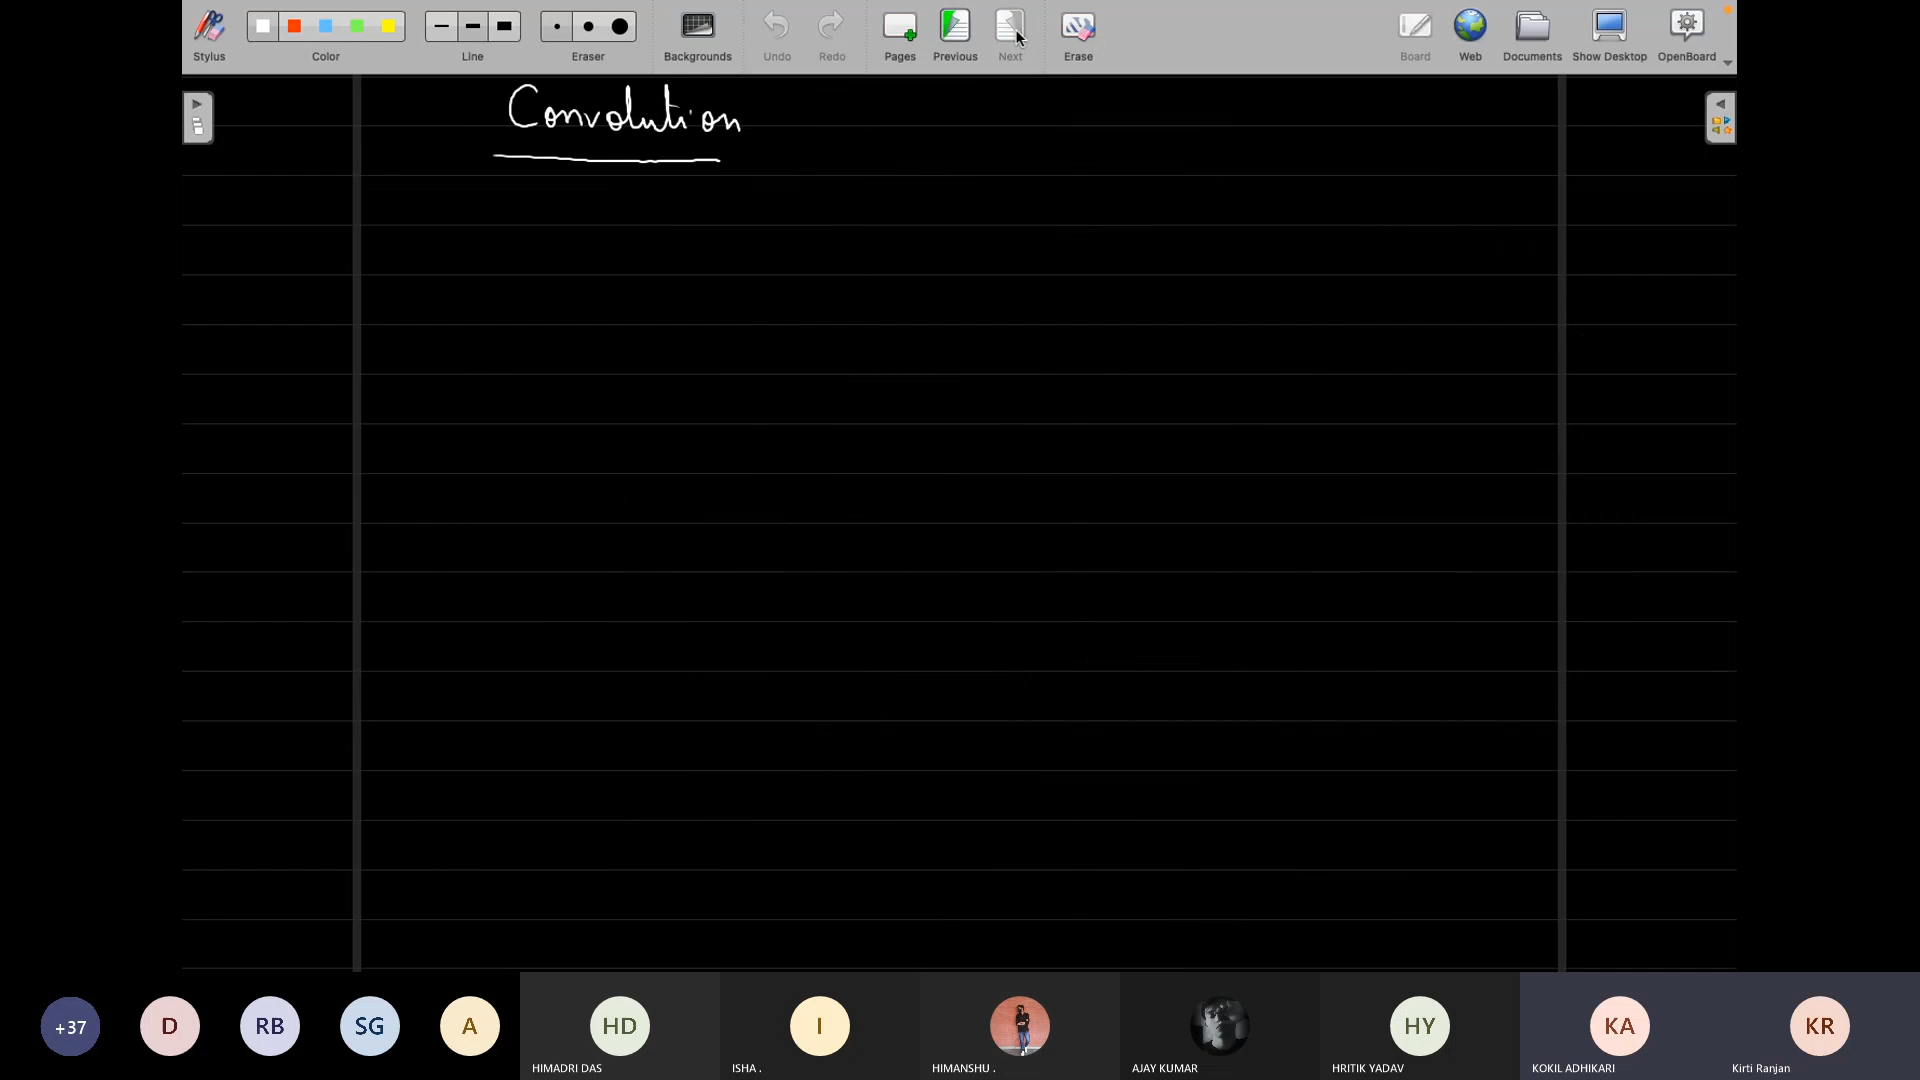 Stylus Color Line Eraser Backgrounds Undo Redo Pages Previous Next Erase Board Web Documents Show Desktop OpenBoard
Convolution
+37 D RB SG A HD I HY KA KR
HIMADRI DAS ISHA . HIMANSHU . AJAY KUMAR HRITIK YADAV KOKIL ADHIKARI Kirti Ranjan